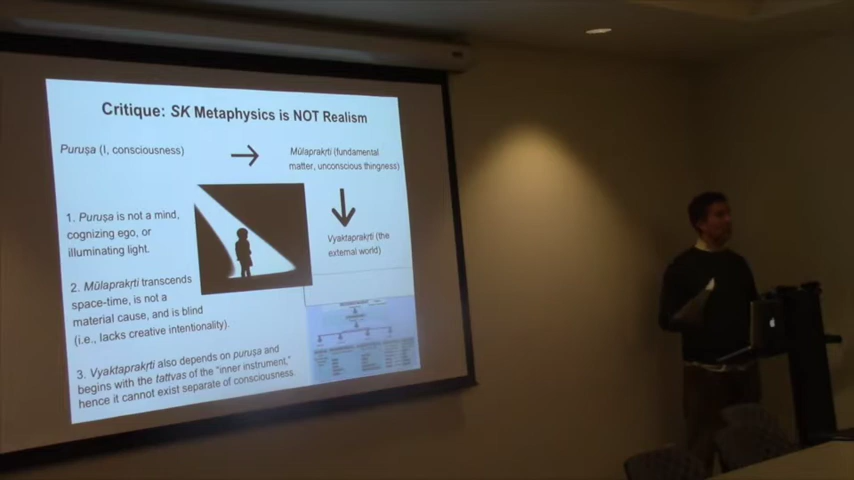 Critique: SK Metaphysics is NOT Realism
Puruṣa (I, consciousness)
Mūlaprakṛti (fundamental
matter, unconscious thingness)
1. Puruṣa is not a mind,
cognizing ego, or
illuminating light.
Vyaktaprakṛti (the
external world)
2. Mūlaprakṛti transcends
space-time, is not a
material cause, and is blind
(i.e., lacks creative intentionality).
3. Vyaktaprakṛti also depends on puruṣa and
begins with the tattvas of the "inner instrument,"
hence it cannot exist separate of consciousness.